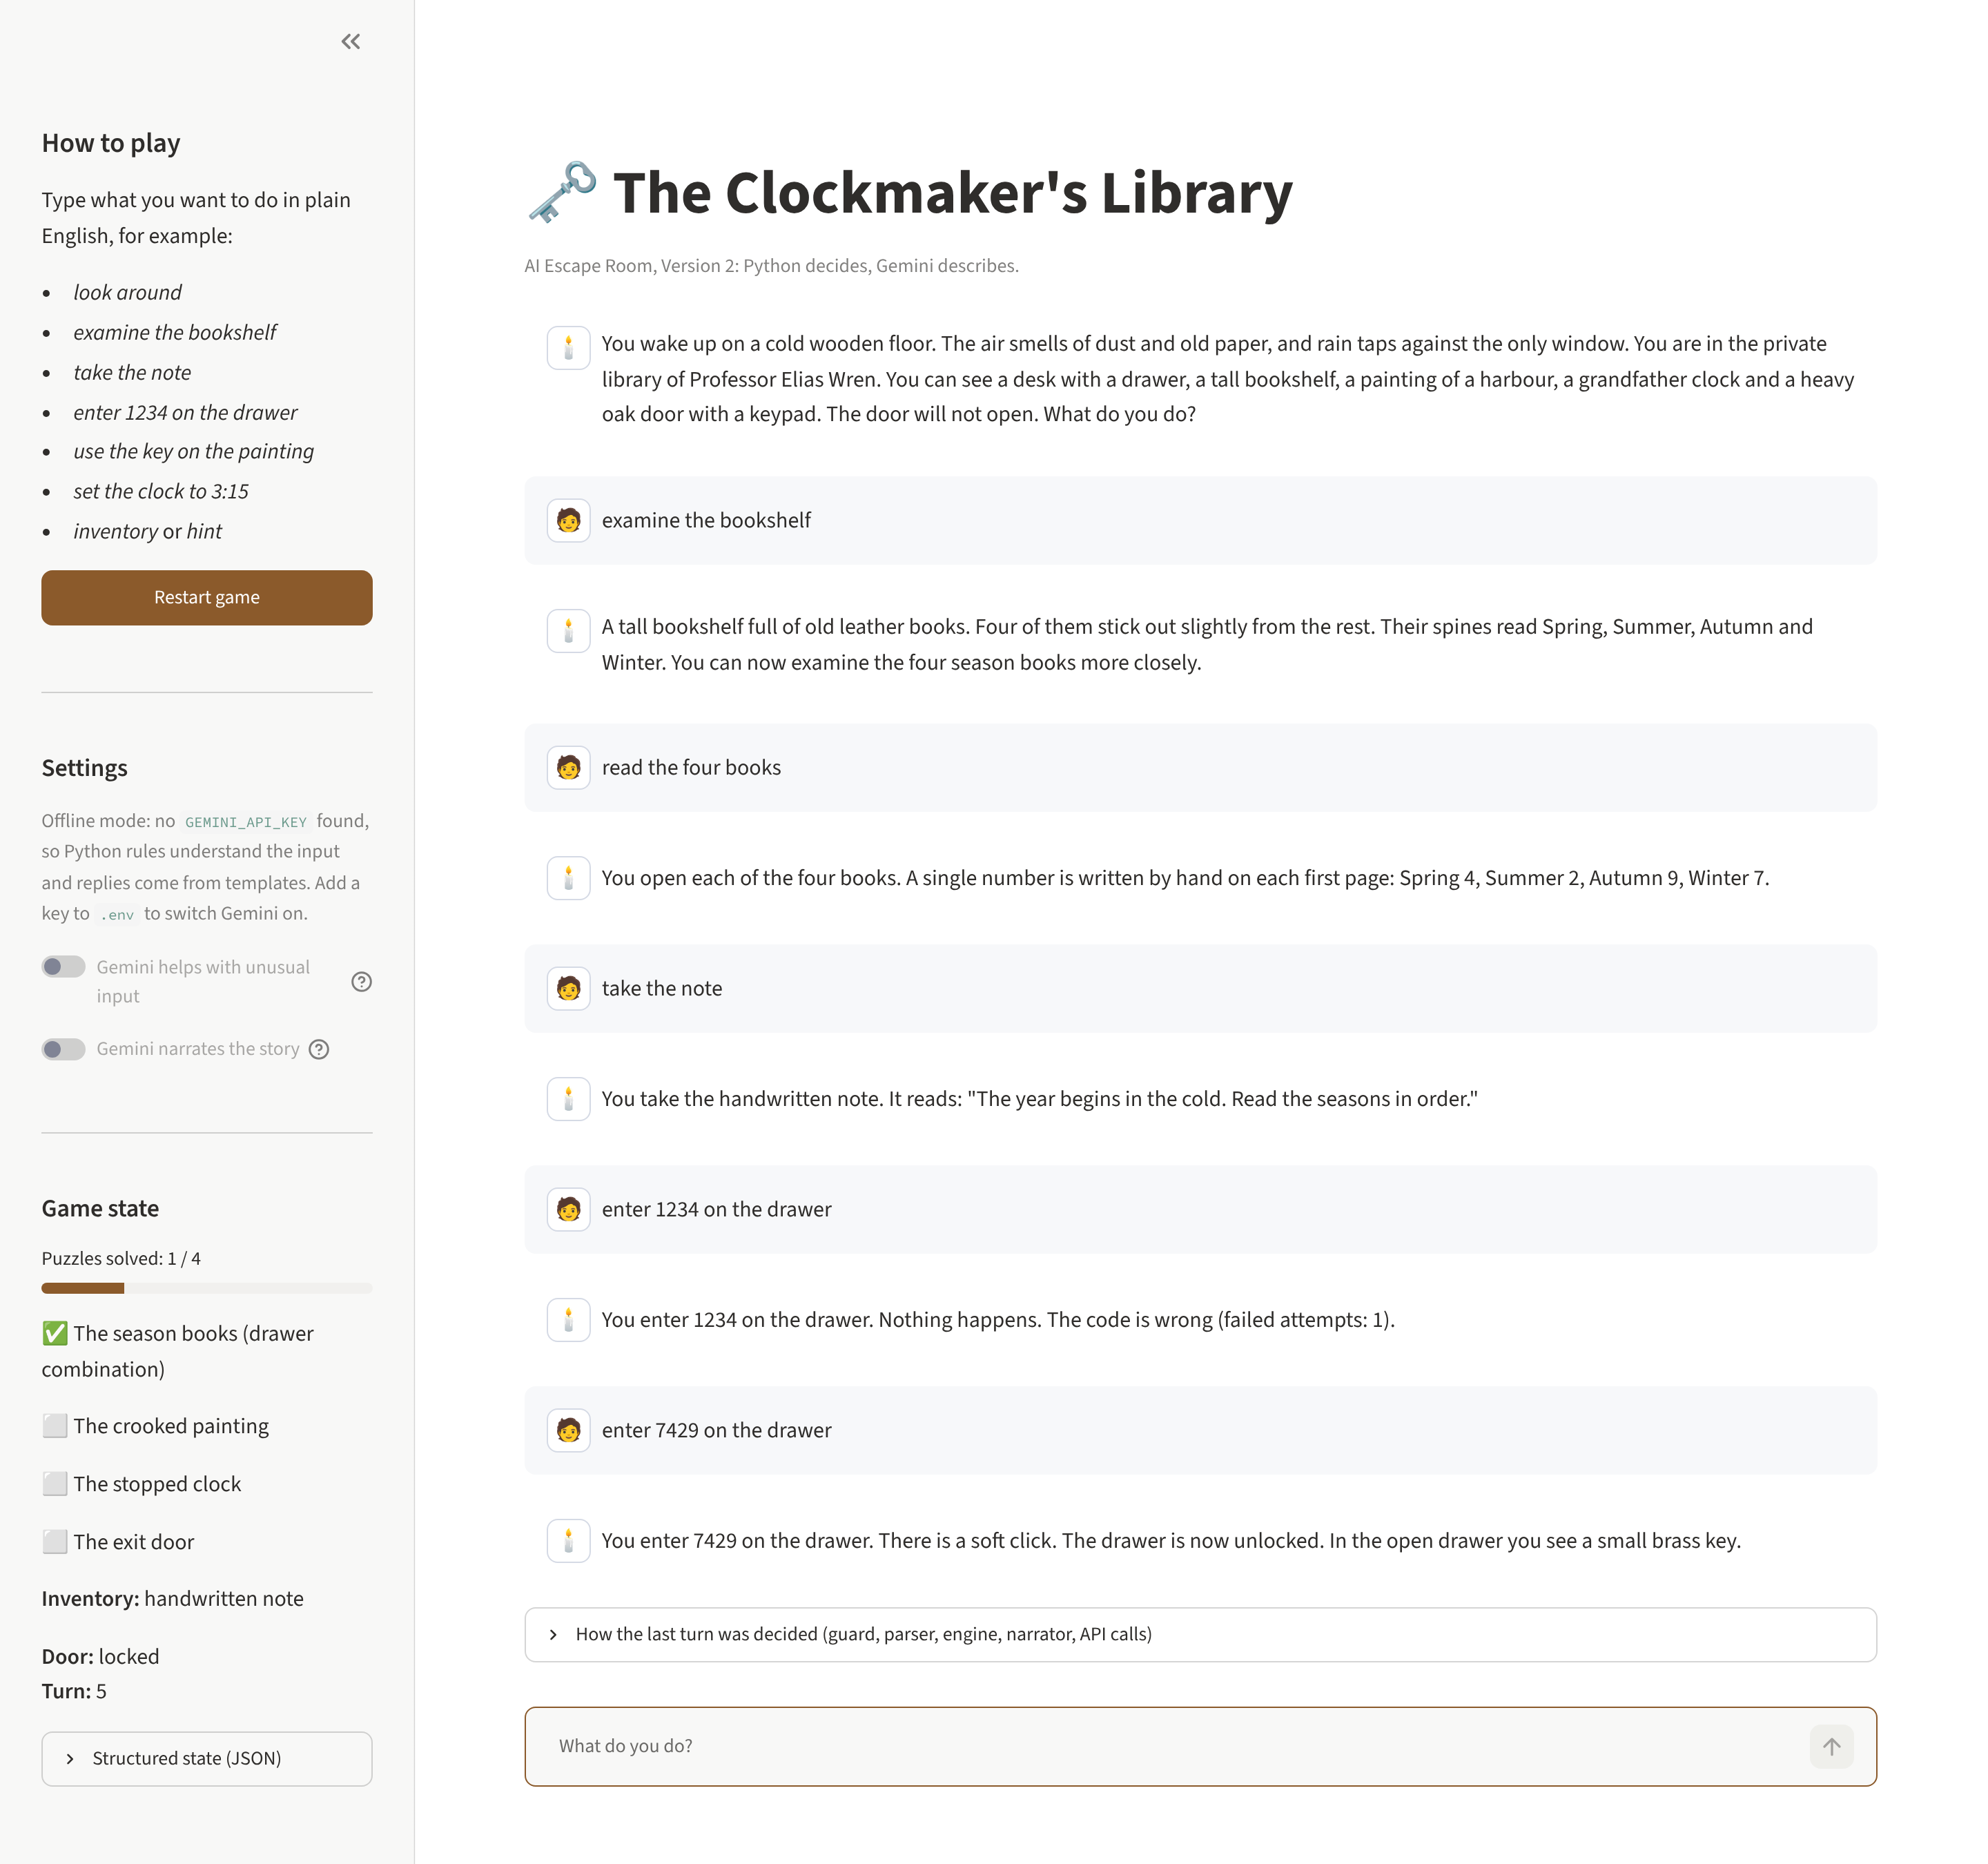 How to play
Type what you want to do in plain
English, for example:
look around
examine the bookshelf
take the note
enter 1234 on the drawer
use the key on the painting
set the clock to 3:15
inventory or hint
Restart game
Settings
Offline mode: no GEMINI_API_KEY found,
so Python rules understand the input
and replies come from templates. Add a
key to .env to switch Gemini on.
Gemini helps with unusual
input
Gemini narrates the story
Game state
Puzzles solved: 1 / 4
The season books (drawer
combination)
The crooked painting
The stopped clock
The exit door
Inventory: handwritten note
Door: locked
Turn: 5
Structured state (JSON)
The Clockmaker's Library
AI Escape Room, Version 2: Python decides, Gemini describes.
You wake up on a cold wooden floor. The air smells of dust and old paper, and rain taps against the only window. You are in the private
library of Professor Elias Wren. You can see a desk with a drawer, a tall bookshelf, a painting of a harbour, a grandfather clock and a heavy
oak door with a keypad. The door will not open. What do you do?
examine the bookshelf
A tall bookshelf full of old leather books. Four of them stick out slightly from the rest. Their spines read Spring, Summer, Autumn and
Winter. You can now examine the four season books more closely.
read the four books
You open each of the four books. A single number is written by hand on each first page: Spring 4, Summer 2, Autumn 9, Winter 7.
take the note
You take the handwritten note. It reads: "The year begins in the cold. Read the seasons in order."
enter 1234 on the drawer
You enter 1234 on the drawer. Nothing happens. The code is wrong (failed attempts: 1).
enter 7429 on the drawer
You enter 7429 on the drawer. There is a soft click. The drawer is now unlocked. In the open drawer you see a small brass key.
How the last turn was decided (guard, parser, engine, narrator, API calls)
What do you do?